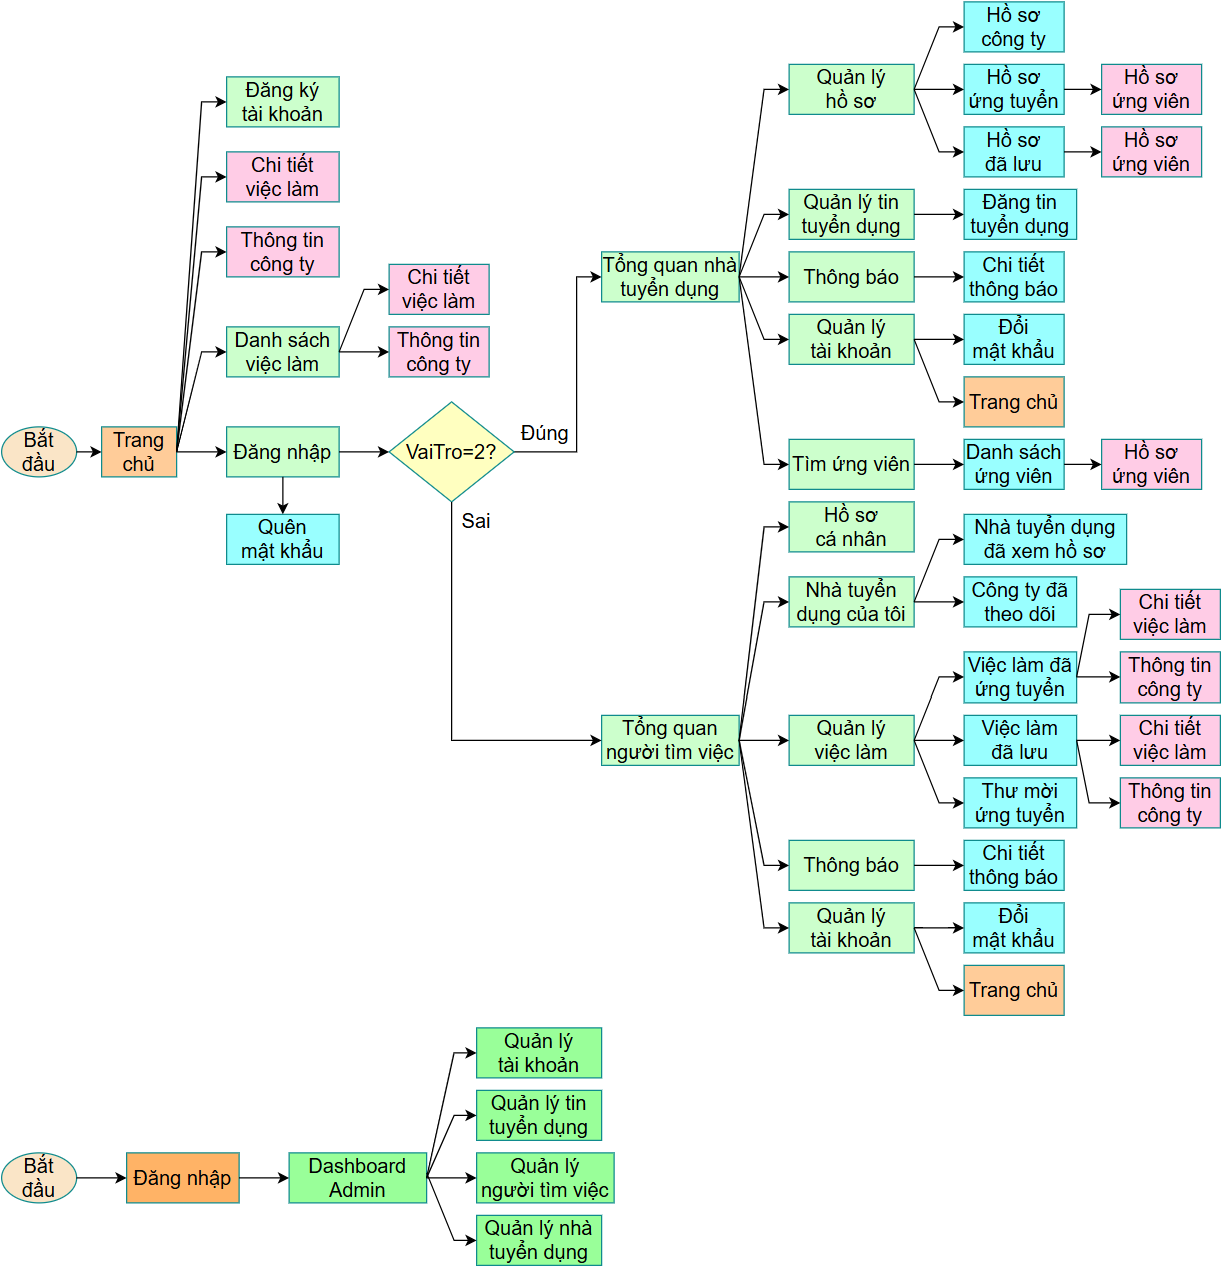 Hồ sơ
công ty
Quản lý
hồ sơ
Hồ sơ
ứng tuyển
Hồ sơ
ứng viên
Hồ sơ
đã lưu
Hồ sơ
ứng viên
Đăng ký
tài khoản
Chi tiết
việc làm
Thông tin
công ty
Danh sách
việc làm
Chi tiết
việc làm
Thông tin
công ty
Quản lý tin
tuyển dụng
Đăng tin
tuyển dụng
Tổng quan nhà
tuyển dụng
Thông báo
Chi tiết
thông báo
Quản lý
tài khoản
Đổi
mật khẩu
Trang chủ
Bắt
đầu
Trang
chủ
Đăng nhập
VaiTro=2?
Đúng
Sai
Tìm ứng viên
Danh sách
ứng viên
Hồ sơ
ứng viên
Quên
mật khẩu
Hồ sơ
cá nhân
Nhà tuyển dụng
đã xem hồ sơ
Nhà tuyển
dụng của tôi
Công ty đã
theo dõi
Chi tiết
việc làm
Việc làm đã
ứng tuyển
Thông tin
công ty
Tổng quan
người tìm việc
Quản lý
việc làm
Việc làm
đã lưu
Chi tiết
việc làm
Thư mời
ứng tuyển
Thông tin
công ty
Thông báo
Chi tiết
thông báo
Quản lý
tài khoản
Đổi
mật khẩu
Trang chủ
Quản lý
tài khoản
Quản lý tin
tuyển dụng
Bắt
đầu
Đăng nhập
Dashboard
Admin
Quản lý
người tìm việc
Quản lý nhà
tuyển dụng